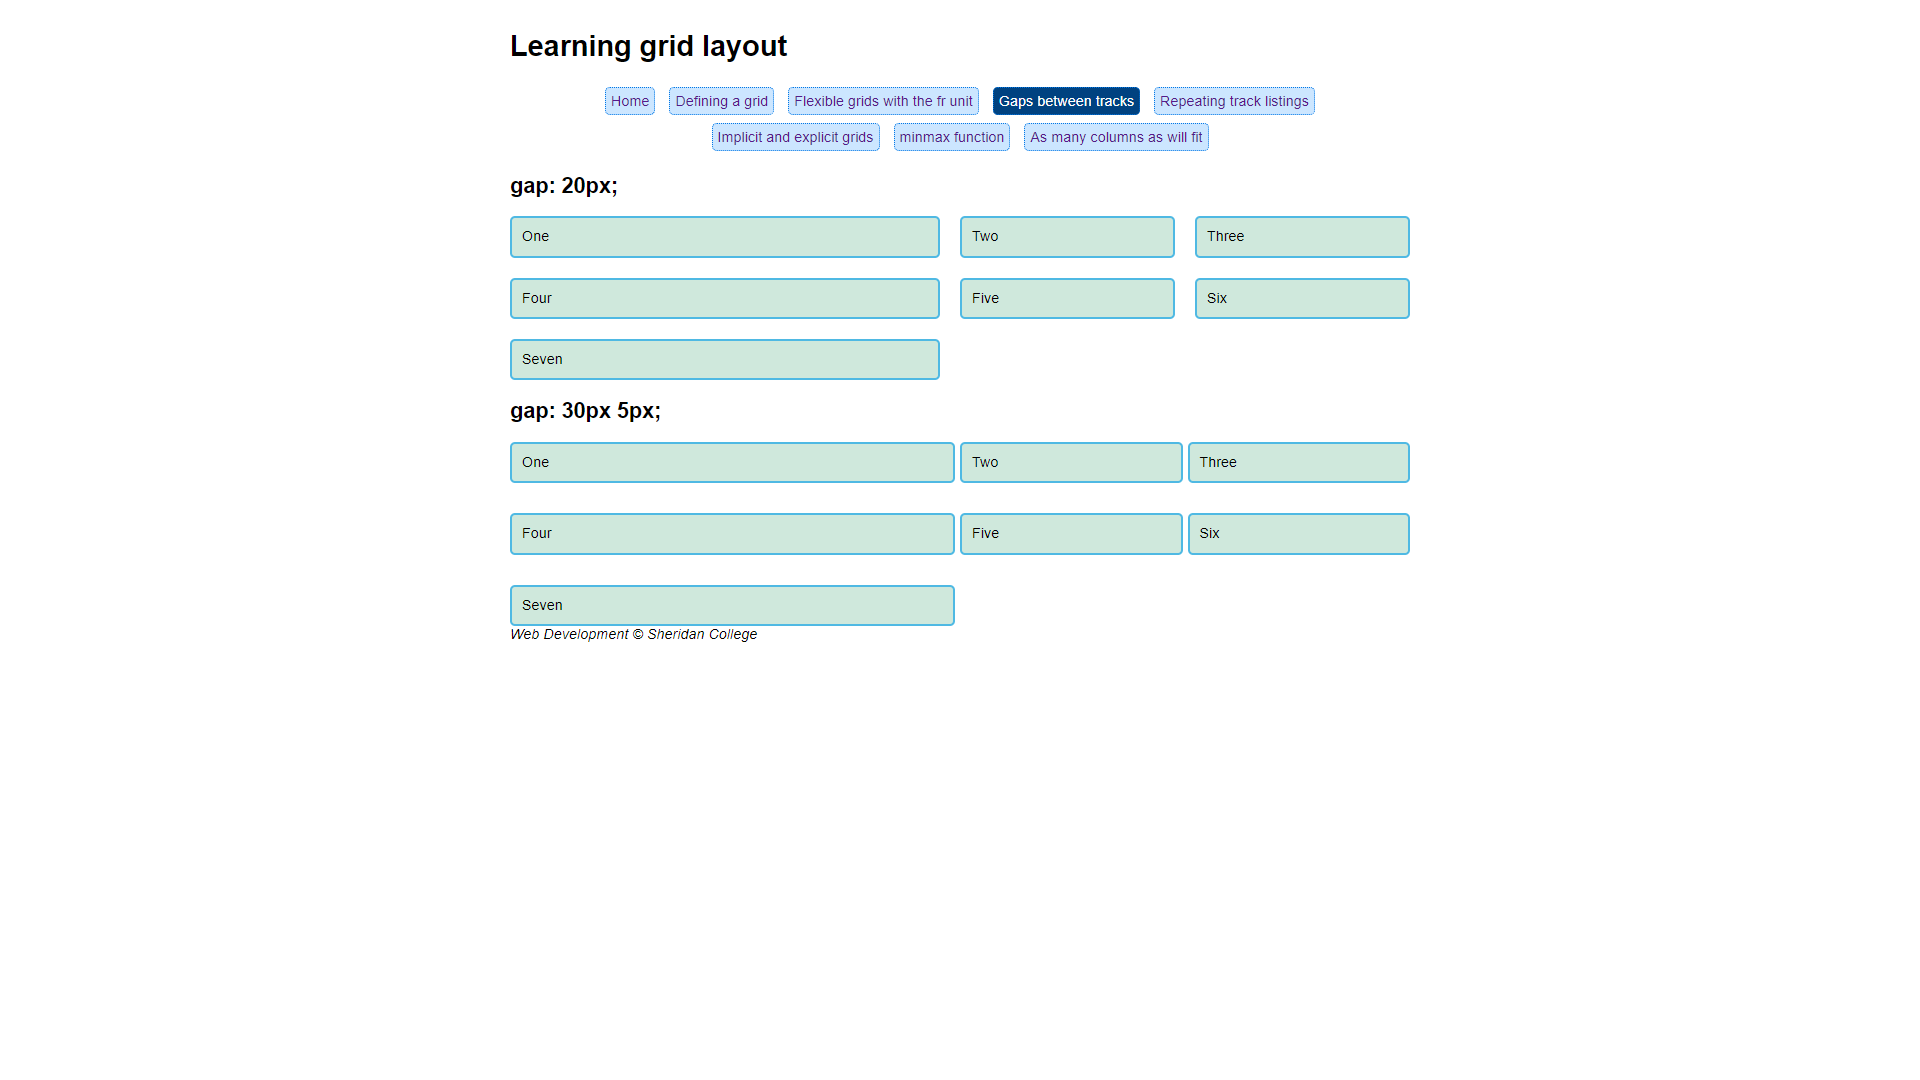 Learning grid layout
Home Defining a grid Flexible grids with the fr unit Gaps between tracks Repeating track listings
Implicit and explicit grids minmax function As many columns as will fit
gap: 20px;
One Two Three
Four Five Six
Seven
gap: 30px 5px;
One Two Three
Four Five Six
Seven
Web Development © Sheridan College